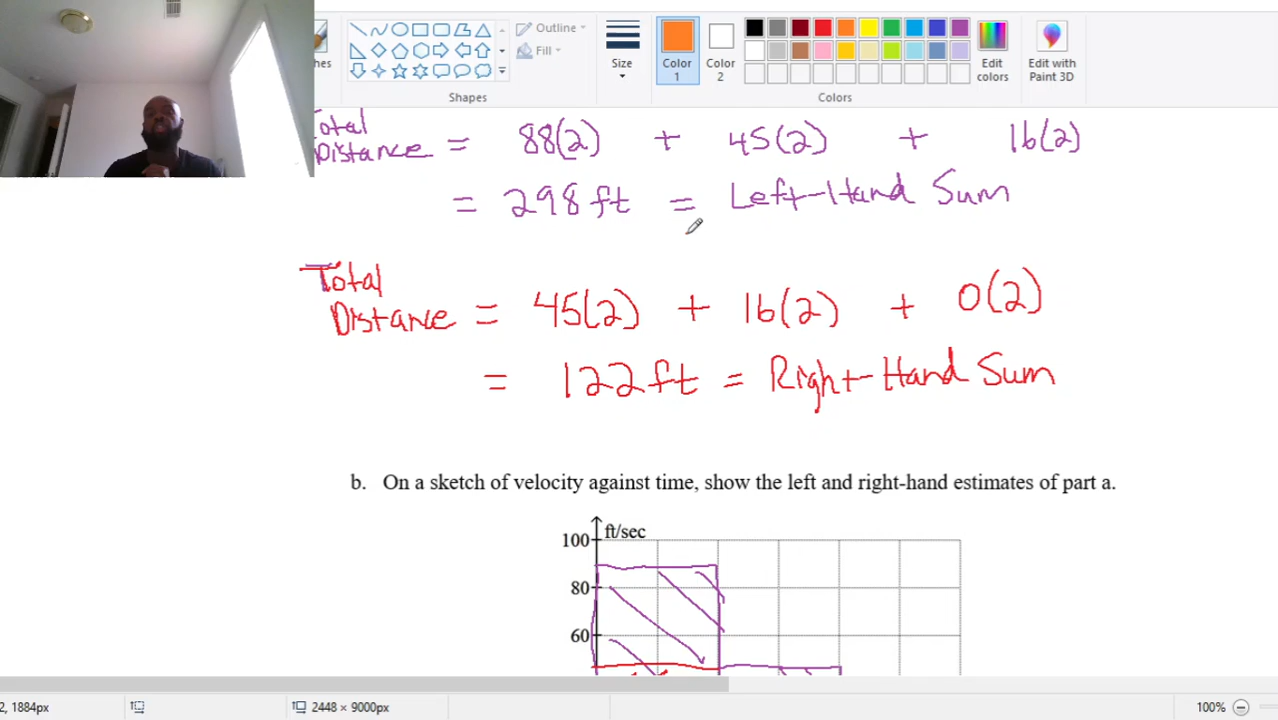 Outline
Fill
Shapes
Size
Color
1
Color
2
Edit
colors
Edit with
Paint 3D
Colors
Total
Distance = 88(2) + 45(2) + 16(2)
= 298 ft = Left-Hand Sum
Total
Distance = 45(2) + 16(2) + 0(2)
= 122 ft = Right-Hand Sum
b. On a sketch of velocity against time, show the left and right-hand estimates of part a.
ft/sec
100
80
60
1884px
2448 × 9000px
100%